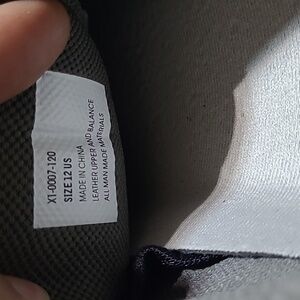 X1-0007-120
SIZE 12 US
MADE IN CHINA
LEATHER UPPER AND BALANCE
ALL MAN MADE MATERIALS